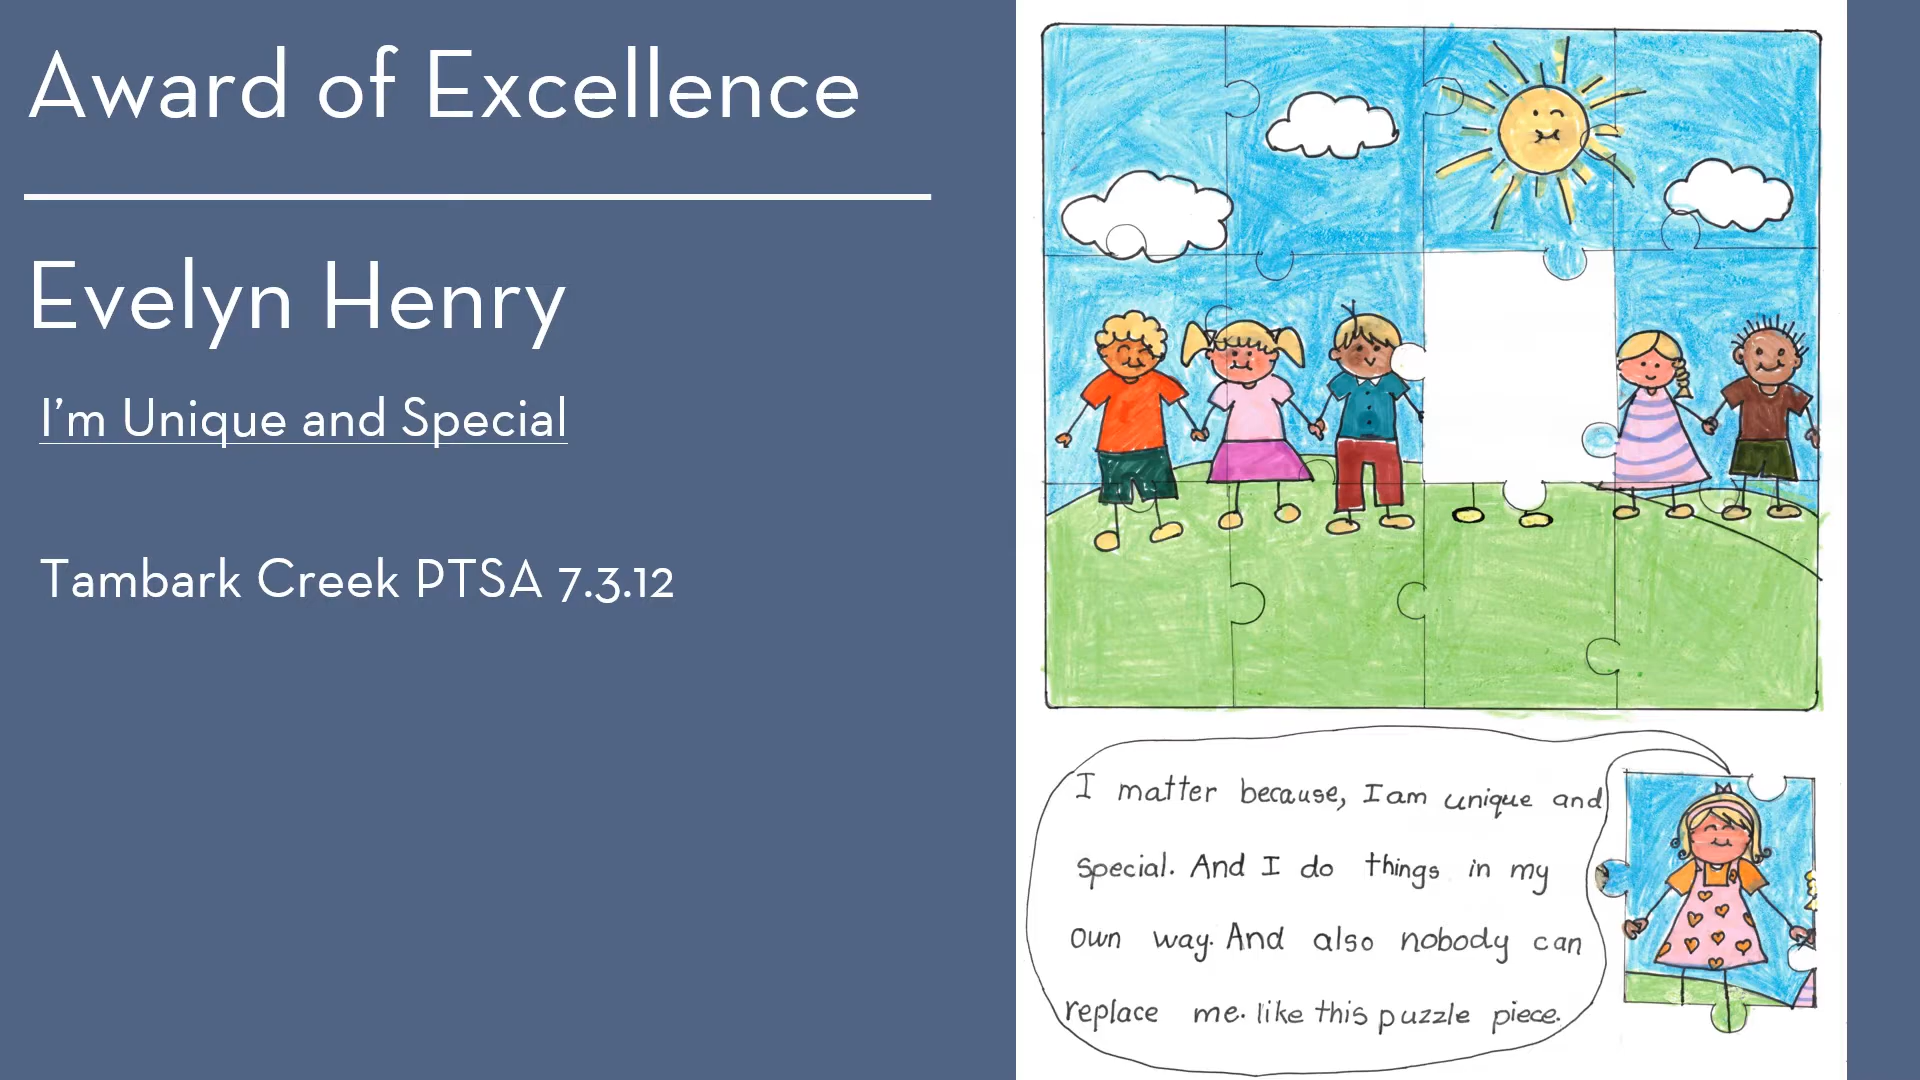 Award of Excellence
Evelyn Henry
I'm Unique and Special
Tambark Creek PTSA 7.3.12
I matter because, I am unique and
special. And I do things in my
own way. And also nobody can
replace me. like this puzzle piece.